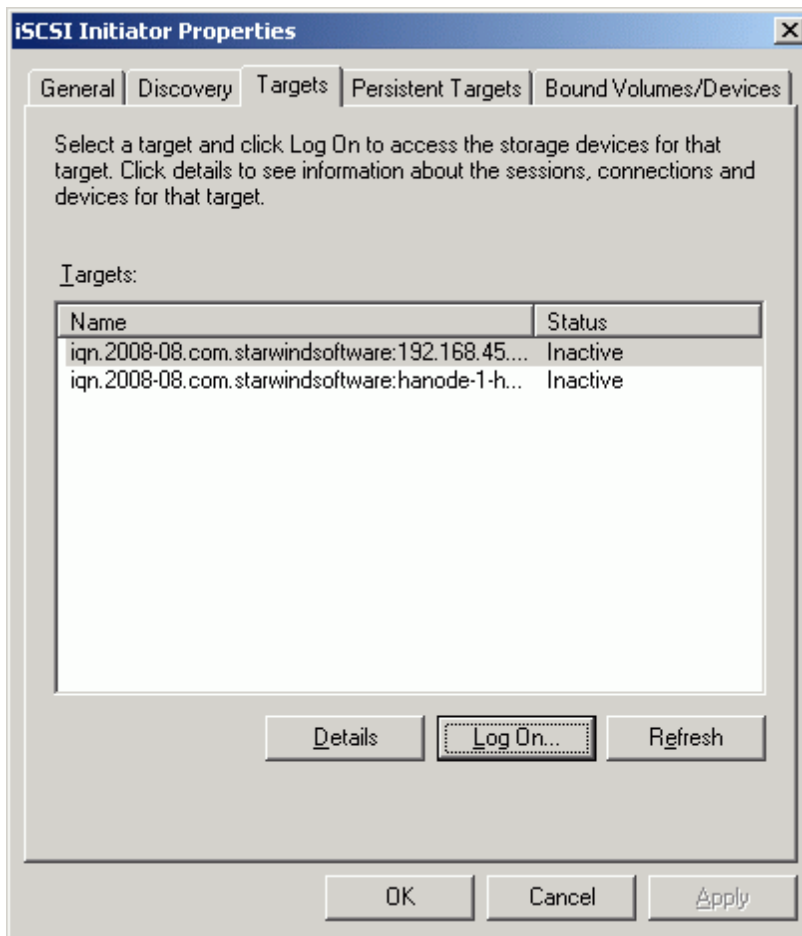 iSCSI Initiator Properties
General Discovery Targets Persistent Targets Bound Volumes/Devices
Select a target and click Log On to access the storage devices for that
target. Click details to see information about the sessions, connections and
devices for that target.
Targets:
Name Status
iqn.2008-08.com.starwindsoftware:192.168.45.... Inactive
iqn.2008-08.com.starwindsoftware:hanode-1-h... Inactive
Details Log On... Refresh
OK Cancel Apply